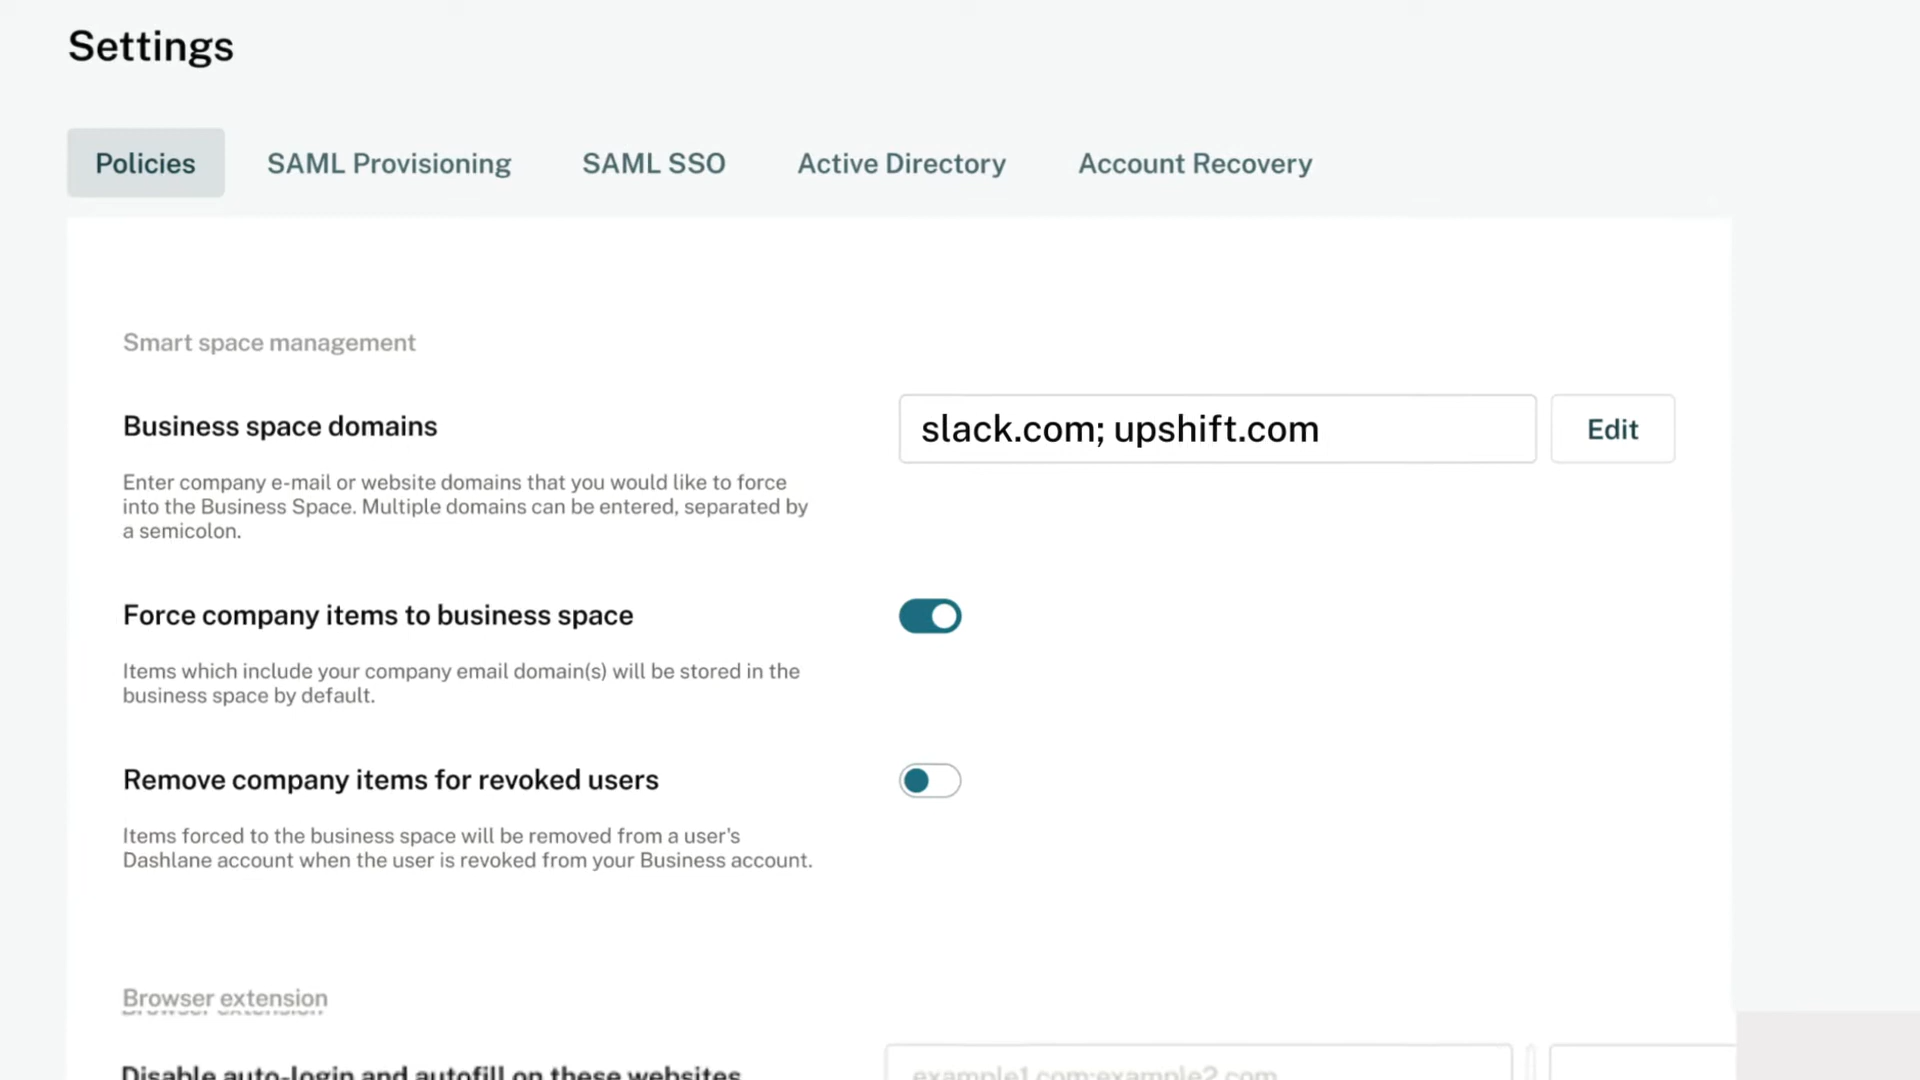 Settings
Policies SAML Provisioning SAML SSO Active Directory Account Recovery
Smart space management
Business space domains
slack.com; upshift.com Edit
Enter company e-mail or website domains that you would like to force
into the Business Space. Multiple domains can be entered, separated by
a semicolon.
Force company items to business space
Items which include your company email domain(s) will be stored in the
business space by default.
Remove company items for revoked users
Items forced to the business space will be removed from a user's
Dashlane account when the user is revoked from your Business account.
Browser extension
Disable auto-login and autofill on these websites
example1.com;example2.com